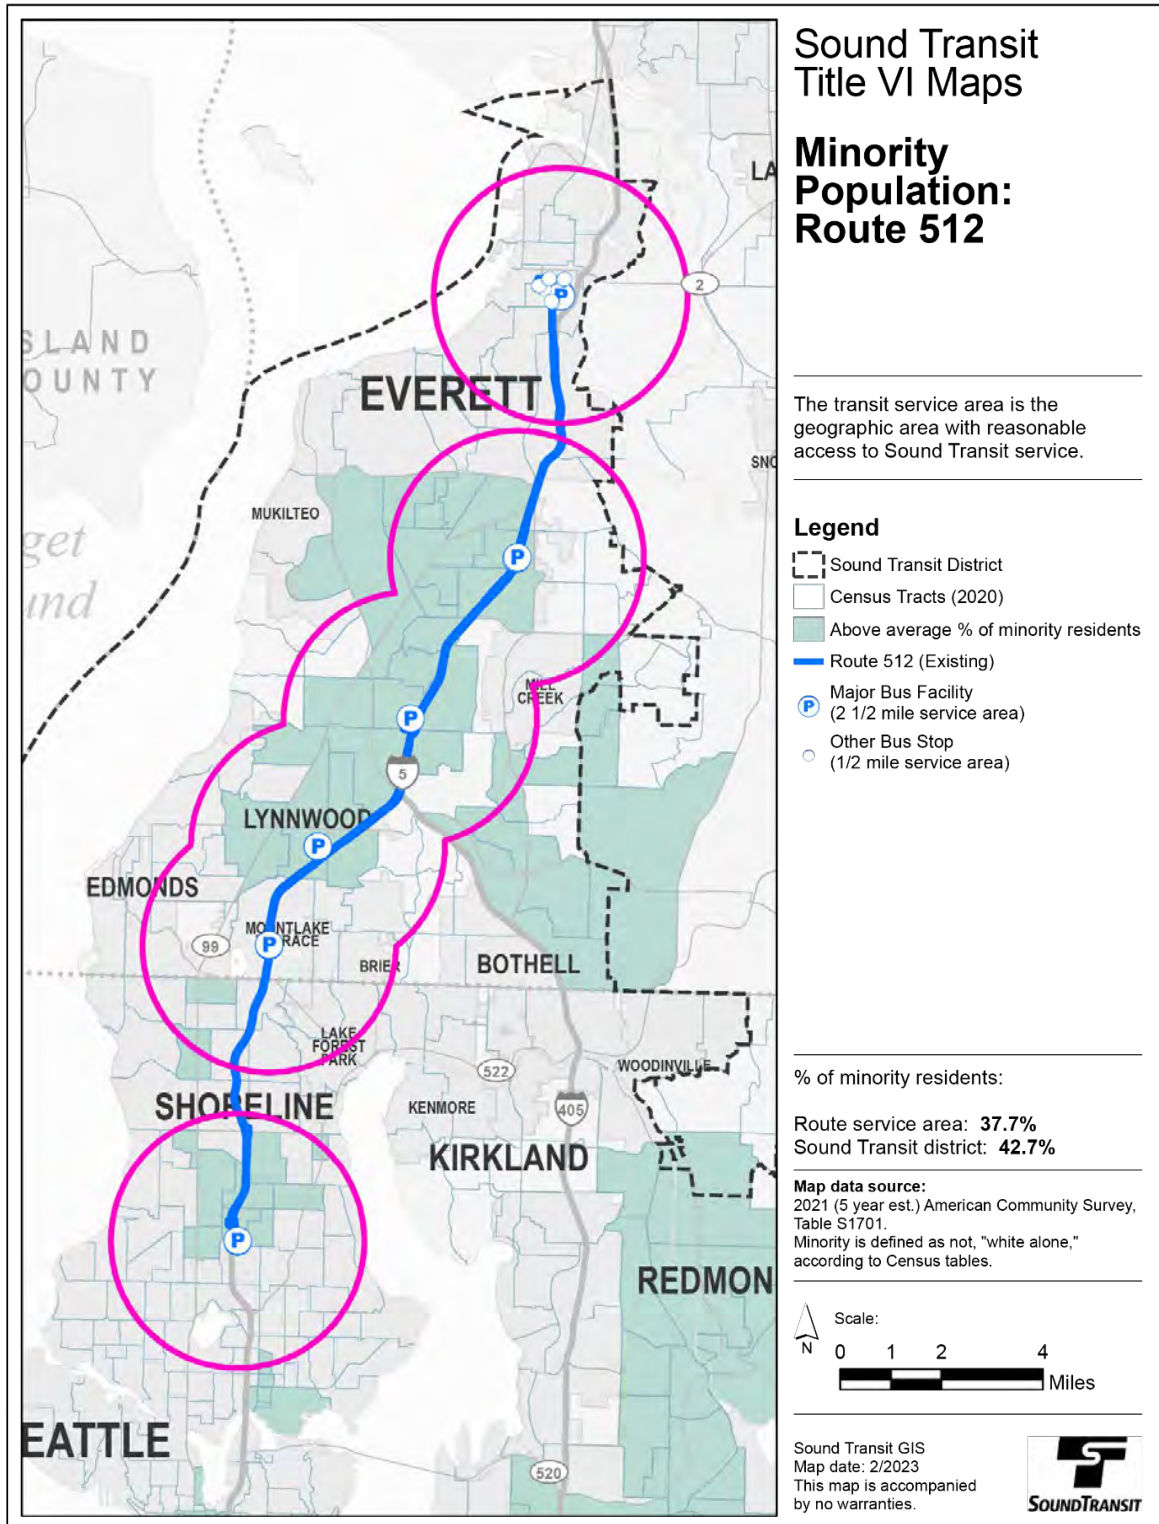 Sound Transit
Title VI Maps
Minority
Population:
Route 512
The transit service area is the
geographic area with reasonable
access to Sound Transit service.
Legend
Sound Transit District
Census Tracts (2020)
Above average % of minority residents
Route 512 (Existing)
P
Major Bus Facility
(2 1/2 mile service area)
Other Bus Stop
(1/2 mile service area)
% of minority residents:
Route service area: 37.7%
Sound Transit district: 42.7%
Map data source:
2021 (5 year est.) American Community Survey,
Table S1701.
Minority is defined as not, "white alone,"
according to Census tables.
N
Scale:
0 1 2 4
Miles
Sound Transit GIS
Map date: 2/2023
This map is accompanied
by no warranties.
SOUNDTRANSIT
LA
2
P
SLAND
OUNTY
EVERETT
SNO
MUKILTEO
get
und
P
MILL
CREEK
P
5
LYNNWOOD
P
EDMONDS
MOUNTLAKE
RACE
99
P
BRIER
BOTHELL
LAKE
FOREST
PARK
522
WOODINVILLE
SHORELINE
KENMORE
405
KIRKLAND
P
REDMON
EATTLE
520